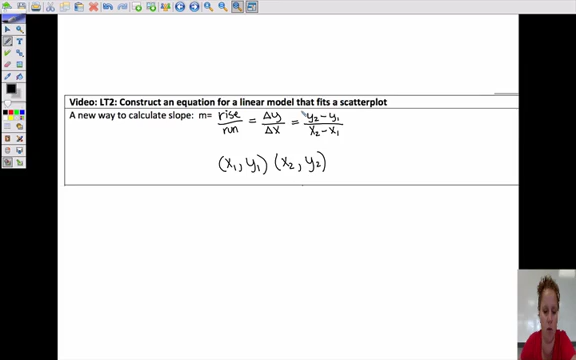 Video: LT2: Construct an equation for a linear model that fits a scatterplot
A new way to calculate slope: m= rise/run = Δy/Δx = y₂-y₁/x₂-x₁
(x₁, y₁) (x₂, y₂)